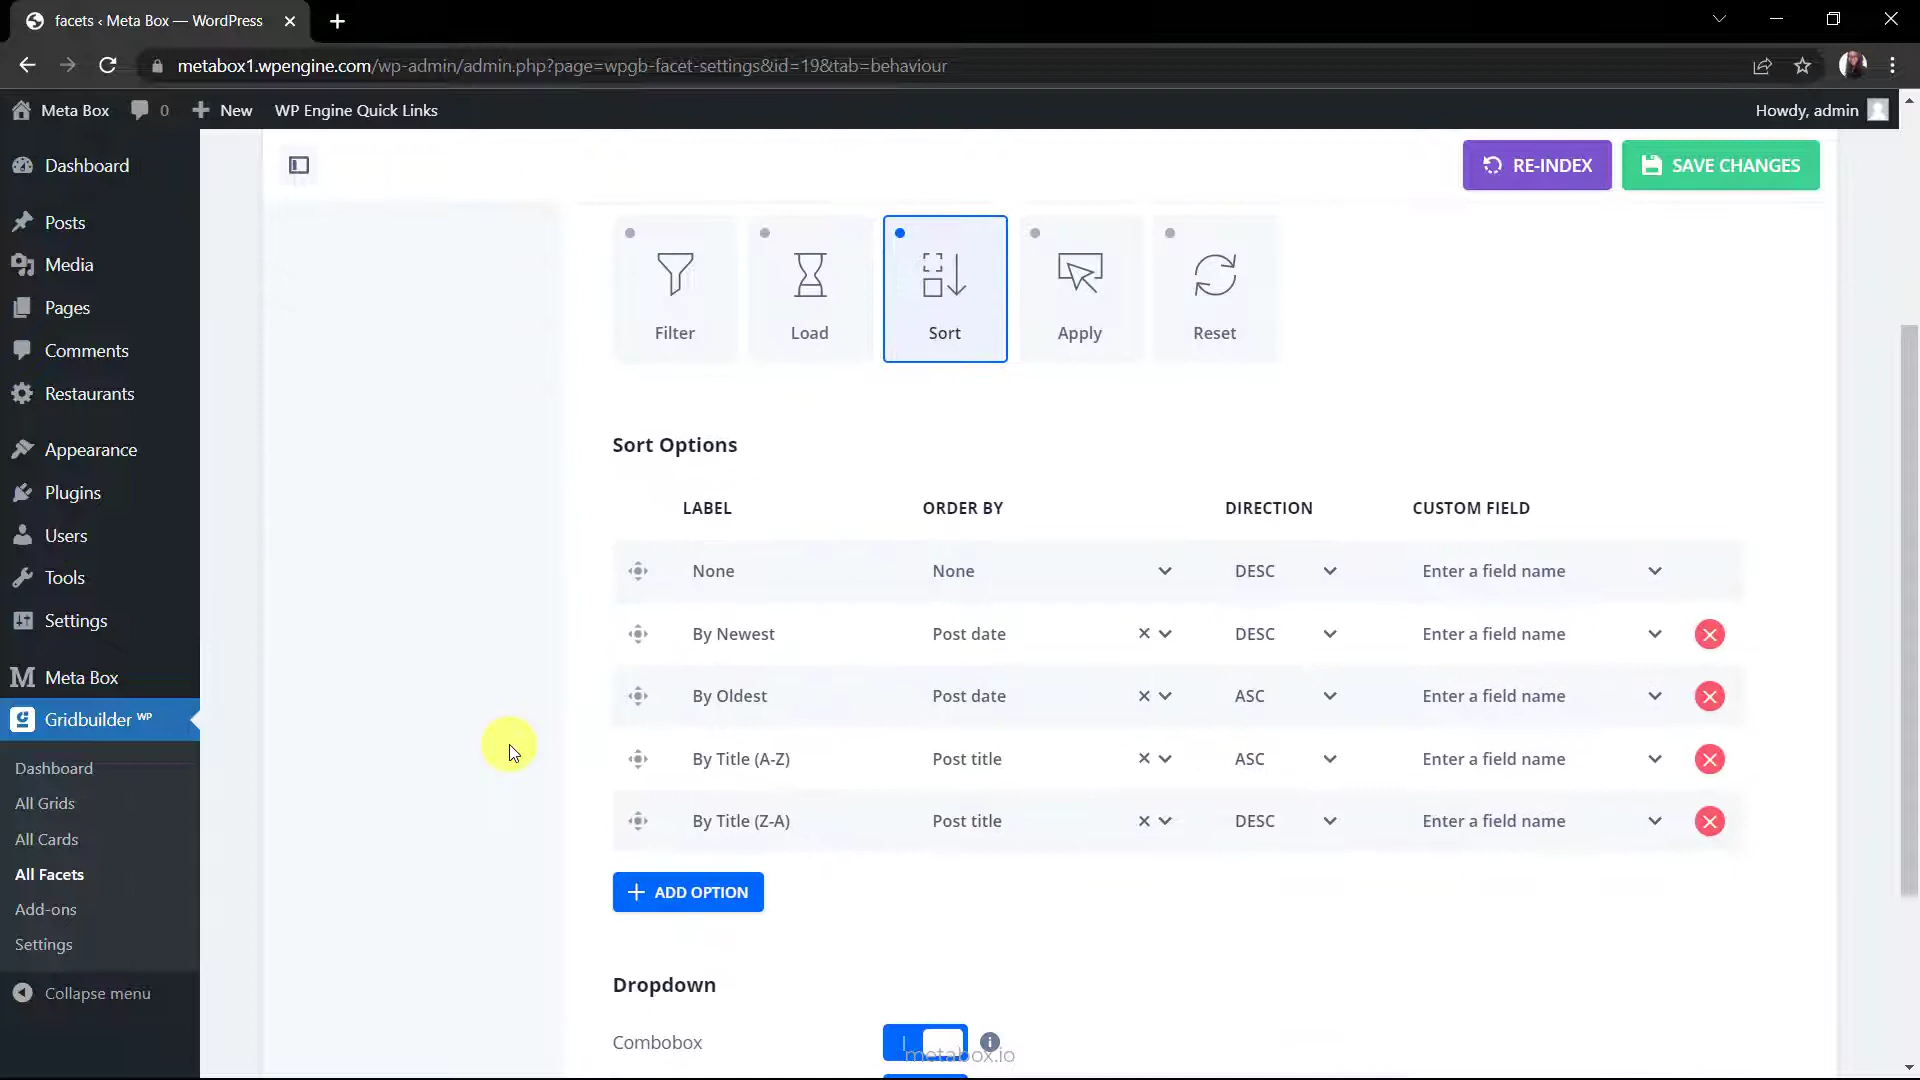 facets ‹ Meta Box — WordPress
metabox1.wpengine.com/wp-admin/admin.php?page=wpgb-facet-settings&id=19&tab=behaviour
Meta Box 0 New WP Engine Quick Links Howdy, admin
Dashboard
Posts
Media
Pages
Comments
Restaurants
Appearance
Plugins
Users
Tools
Settings
Meta Box
Gridbuilder WP
Dashboard
All Grids
All Cards
All Facets
Add-ons
Settings
Collapse menu
RE-INDEX SAVE CHANGES
Filter Load Sort Apply Reset
Sort Options
LABEL ORDER BY DIRECTION CUSTOM FIELD
None None DESC Enter a field name
By Newest Post date DESC Enter a field name
By Oldest Post date ASC Enter a field name
By Title (A-Z) Post title ASC Enter a field name
By Title (Z-A) Post title DESC Enter a field name
ADD OPTION
Dropdown
Combobox
metabox.io